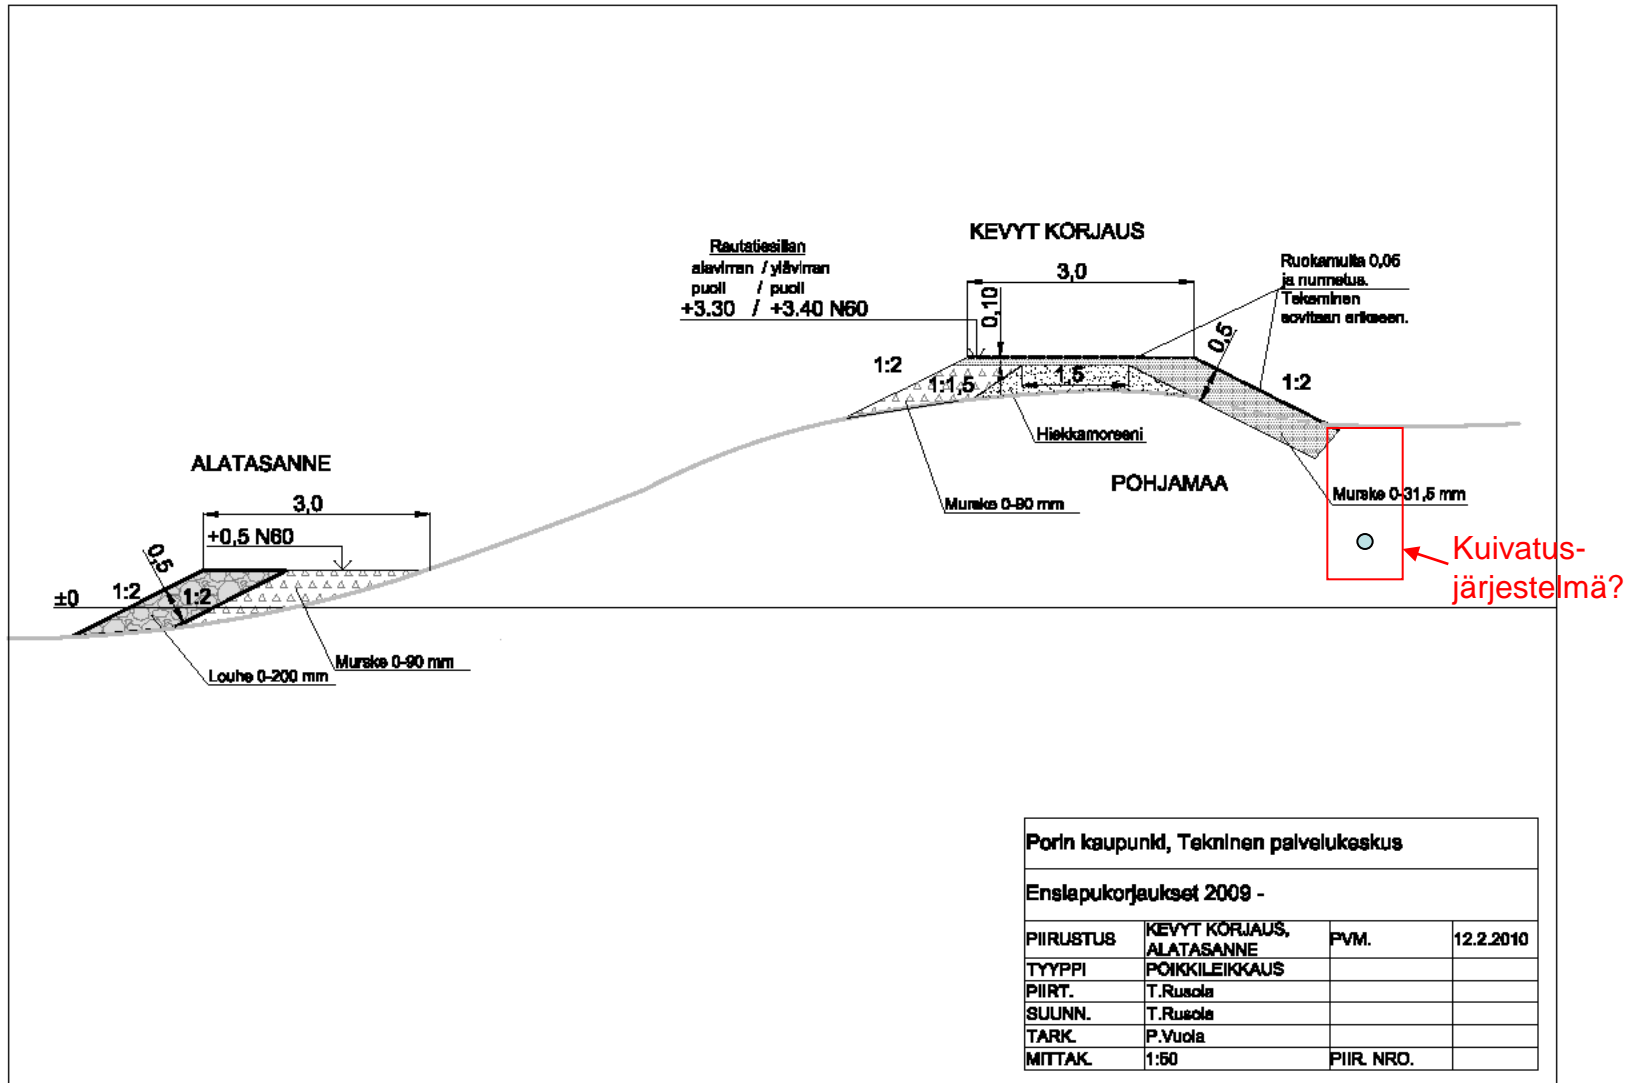 KEVYT KORJAUS
Rautatiesillan
alavirran / ylävirran
puoli / puoli
+3.30 / +3.40 N60
3,0
0,10
0,5
Ruokamulta 0,05
ja nurmetus.
Tekeminen
sovitaan erikseen.
1:2
1:1,5
1,5
1:2
Hiekkamoreeni
POHJAMAA
Murske 0-90 mm
Murske 0-31,5 mm
Kuivatus-
järjestelmä?
ALATASANNE
3,0
+0,5 N60
0,5
1:2
1:2
±0
Murske 0-90 mm
Louhe 0-200 mm
Porin kaupunki, Tekninen palvelukeskus
Ensiapukorjaukset 2009 -
PIIRUSTUS KEVYT KORJAUS, ALATASANNE PVM. 12.2.2010
TYYPPI POIKKILEIKKAUS
PIIRT. T.Rusola
SUUNN. T.Rusola
TARK. P.Vuola
MITTAK. 1:50 PIIR. NRO.